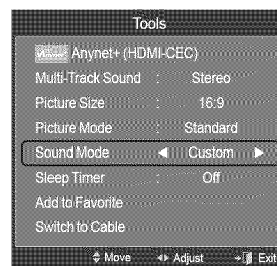 Tools
Anynet+ (HDMI-CEC)
Multi-Track Sound : Stereo
Picture Size : 16:9
Picture Mode : Standard
Sound Mode ◄ Custom ►
Sleep Timer : Off
Add to Favorite
Switch to Cable
Move Adjust Exit